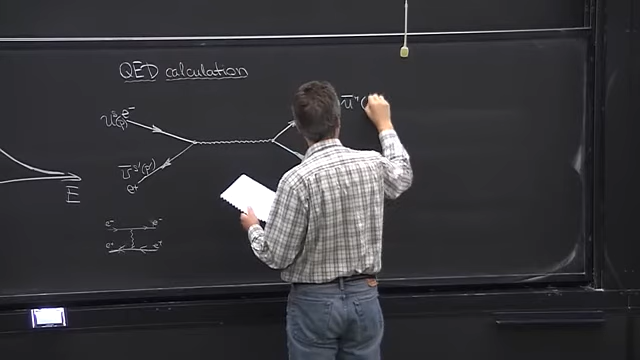 QED calculation
u^s(p) e^-
ū^r(
v̄^s'(p')
e^+
E
e^- e^-
e^+ e^+